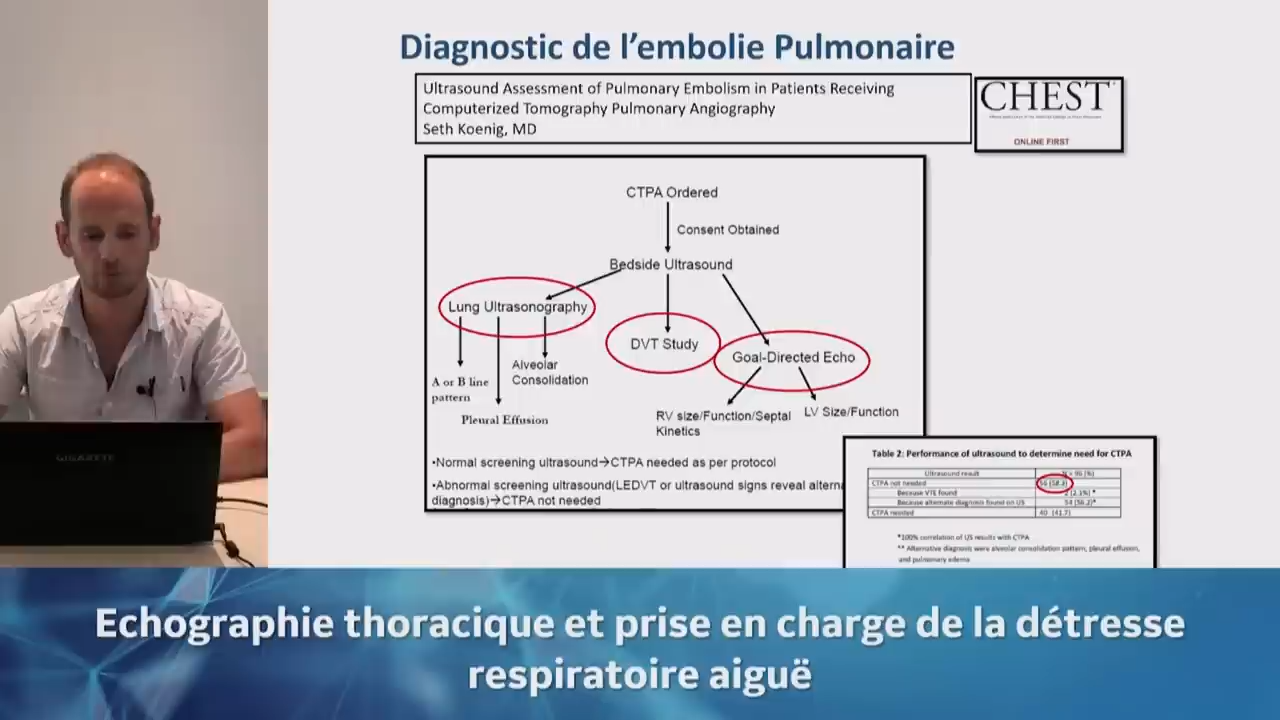 Diagnostic de l’embolie Pulmonaire
Ultrasound Assessment of Pulmonary Embolism in Patients Receiving
Computerized Tomography Pulmonary Angiography
Seth Koenig, MD
CHEST
ONLINE FIRST
CTPA Ordered
Consent Obtained
Bedside Ultrasound
Lung Ultrasonography
DVT Study
Goal-Directed Echo
A or B line
pattern
Alveolar
Consolidation
Pleural Effusion
RV size/Function/Septal
Kinetics
LV Size/Function
•Normal screening ultrasound→CTPA needed as per protocol
•Abnormal screening ultrasound(LEDVT or ultrasound signs reveal alterna
diagnosis)→CTPA not needed
Table 2: Performance of ultrasound to determine need for CTPA
Ultrasound result
CTPA not needed
Because VTE found
Because alternate diagnosis found on US
CTPA needed 40 (41.7)
*100% correlation of US results with CTPA
** Alternative diagnosis were alveolar consolidation pattern, pleural effusion,
and pulmonary edema
GIGABYTE
Echographie thoracique et prise en charge de la détresse
respiratoire aiguë